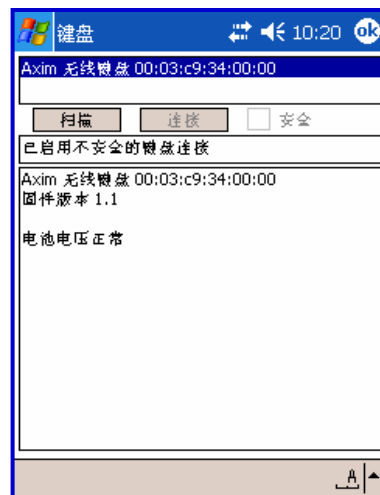 键盘 10:20 ok
Axim 无线键盘 00:03:c9:34:00:00
扫描 连接 安全
已启用不安全的键盘连接
Axim 无线键盘 00:03:c9:34:00:00
固件版本 1.1
电池电压正常
A